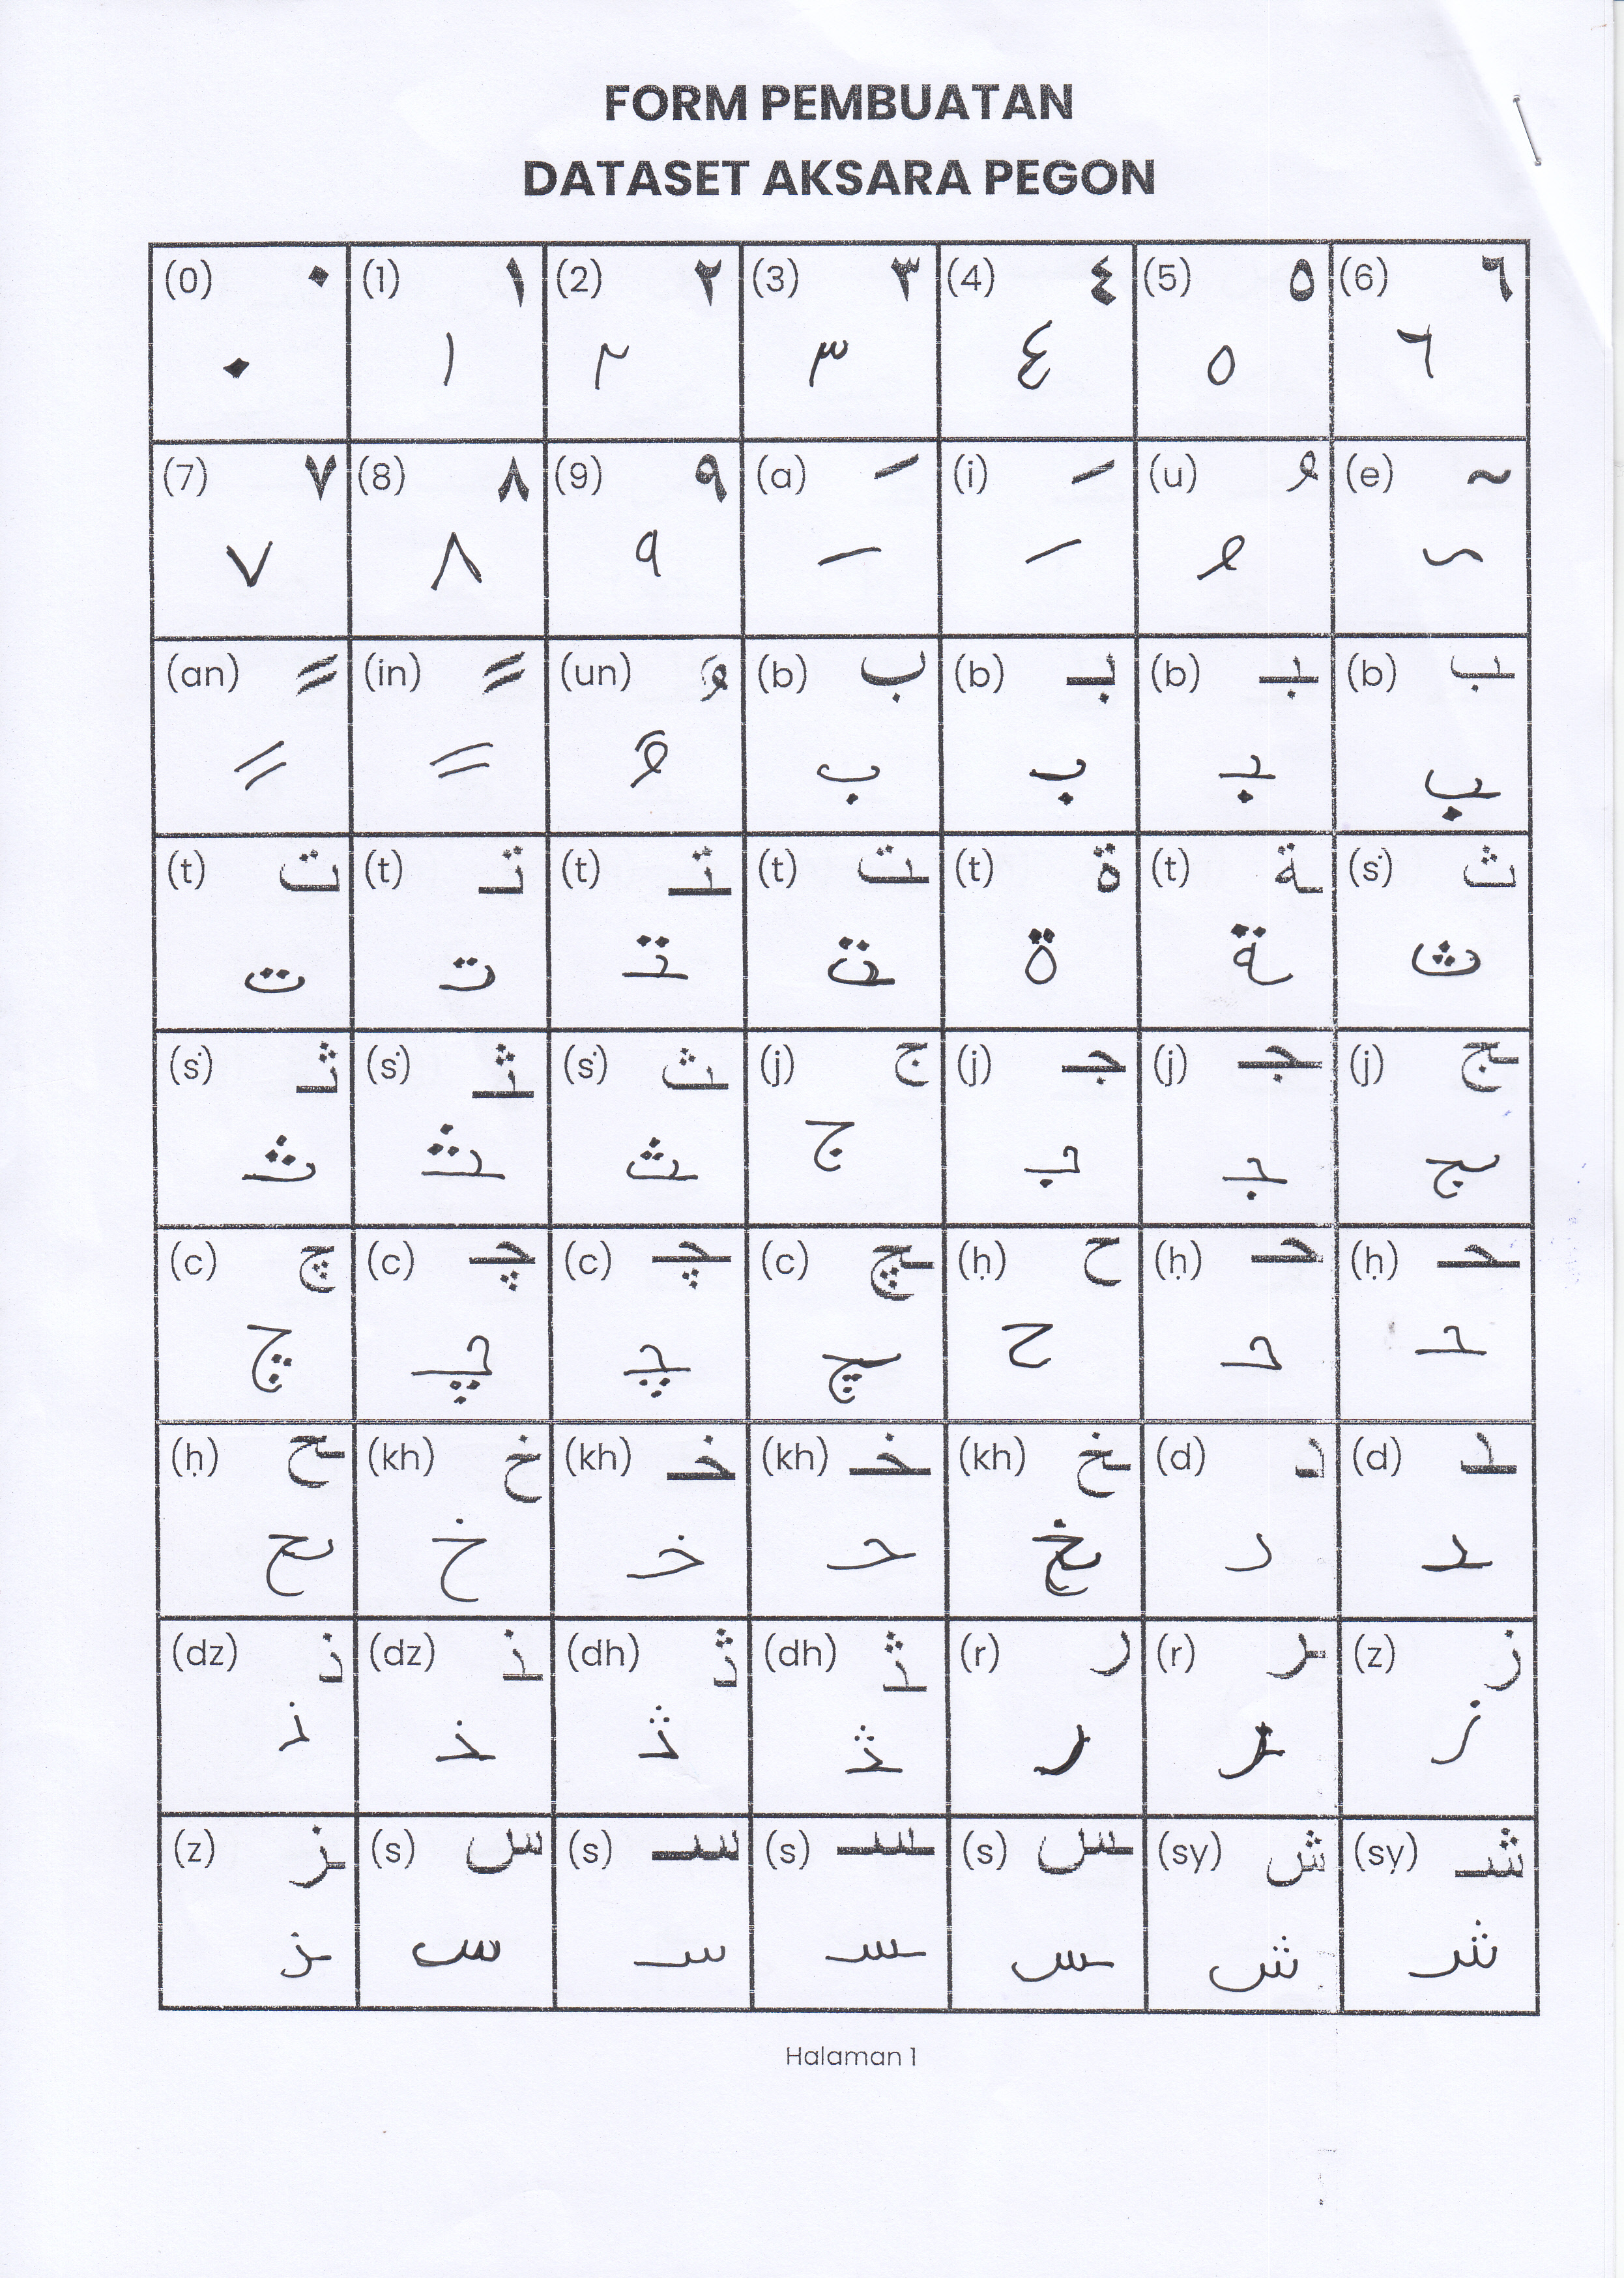 FORM PEMBUATAN
DATASET AKSARA PEGON
(0) ٠ (1) ١ (2) ٢ (3) ٣ (4) ٤ (5) ٥ (6) ٦
٠ ١ ٢ ٣ ٤ ٥ ٦
(7) ٧ (8) ٨ (9) ٩ (a) ـَ (i) ـِ (u) ـُ (e) ـٓ
٧ ٨ ٩ ـَ ـِ ـُ ـٓ
(an) ـً (in) ـٍ (un) ـٌ (b) ب (b) بـ (b) ـبـ (b) ـب
ـً ـٍ ـٌ ب بـ ـبـ ـب
(t) ت (t) تـ (t) ـتـ (t) ـت (t) ة (t) ـة (ṡ) ث
ت تـ ـتـ ـت ة ـة ث
(ṡ) ثـ (ṡ) ـثـ (ṡ) ـث (j) ج (j) جـ (j) ـجـ (j) ـج
ثـ ـثـ ـث ج جـ ـجـ ـج
(c) چ (c) چـ (c) ـچـ (c) ـچ (ḥ) ح (ḥ) حـ (ḥ) ـحـ
چ چـ ـچـ ـچ ح حـ ـحـ
(ḥ) ـح (kh) خ (kh) خـ (kh) ـخـ (kh) ـخ (d) د (d) ـد
ـح خ خـ ـحـ ـخ د ـد
(dz) ذ (dz) ـذ (dh) ڎ (dh) ـڎ (r) ر (r) ـر (z) ز
ذ ـذ ڎ ـڎ ر ـر ز
(z) ـز (s) س (s) سـ (s) ـسـ (s) ـس (sy) ش (sy) شـ
ـز س سـ ـسـ ـس ش شـ
Halaman 1